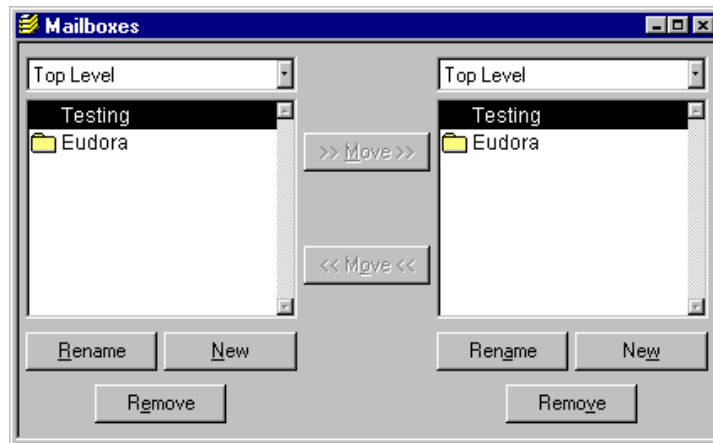 Mailboxes
Top Level
Testing
Eudora
Rename
New
Remove
>> Move >>
<< Move <<
Top Level
Testing
Eudora
Rename
New
Remove